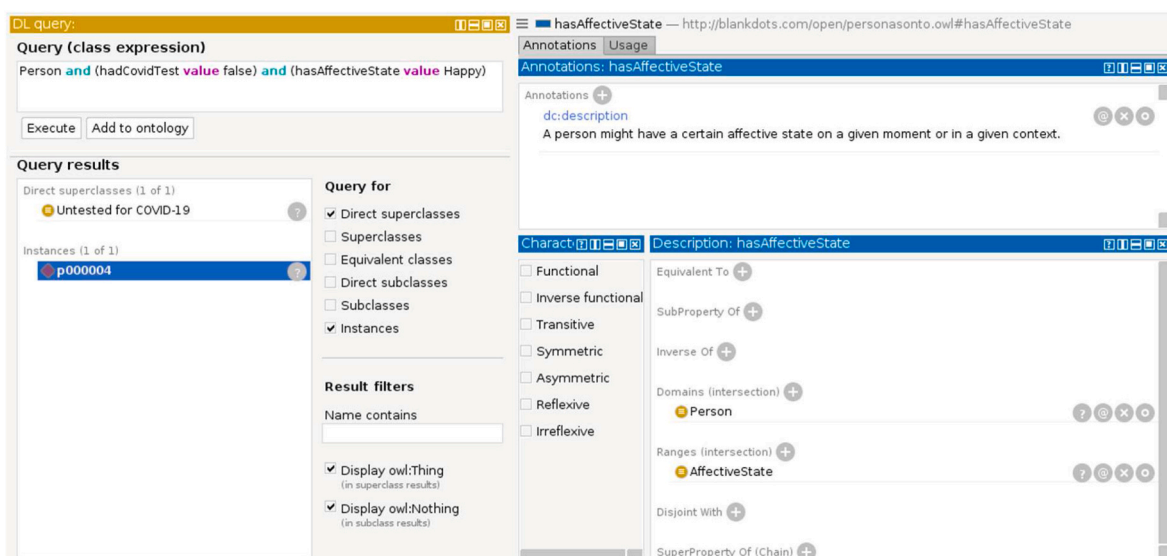 DL query:
Query (class expression)
Person and (hadCovidTest value false) and (hasAffectiveState value Happy)
Execute
Add to ontology
Query results
Direct superclasses (1 of 1)
Untested for COVID-19
?
Instances (1 of 1)
p000004
?
Query for
Direct superclasses
Superclasses
Equivalent classes
Direct subclasses
Subclasses
Instances
Result filters
Name contains
Display owl:Thing
(in superclass results)
Display owl:Nothing
(in subclass results)
hasAffectiveState — http://blankdots.com/open/personasonto.owl#hasAffectiveState
Annotations Usage
Annotations: hasAffectiveState
Annotations
dc:description
A person might have a certain affective state on a given moment or in a given context.
Charact
Functional
Inverse functional
Transitive
Symmetric
Asymmetric
Reflexive
Irreflexive
Description: hasAffectiveState
Equivalent To
SubProperty Of
Inverse Of
Domains (intersection)
Person
Ranges (intersection)
AffectiveState
Disjoint With
SuperProperty Of (Chain)